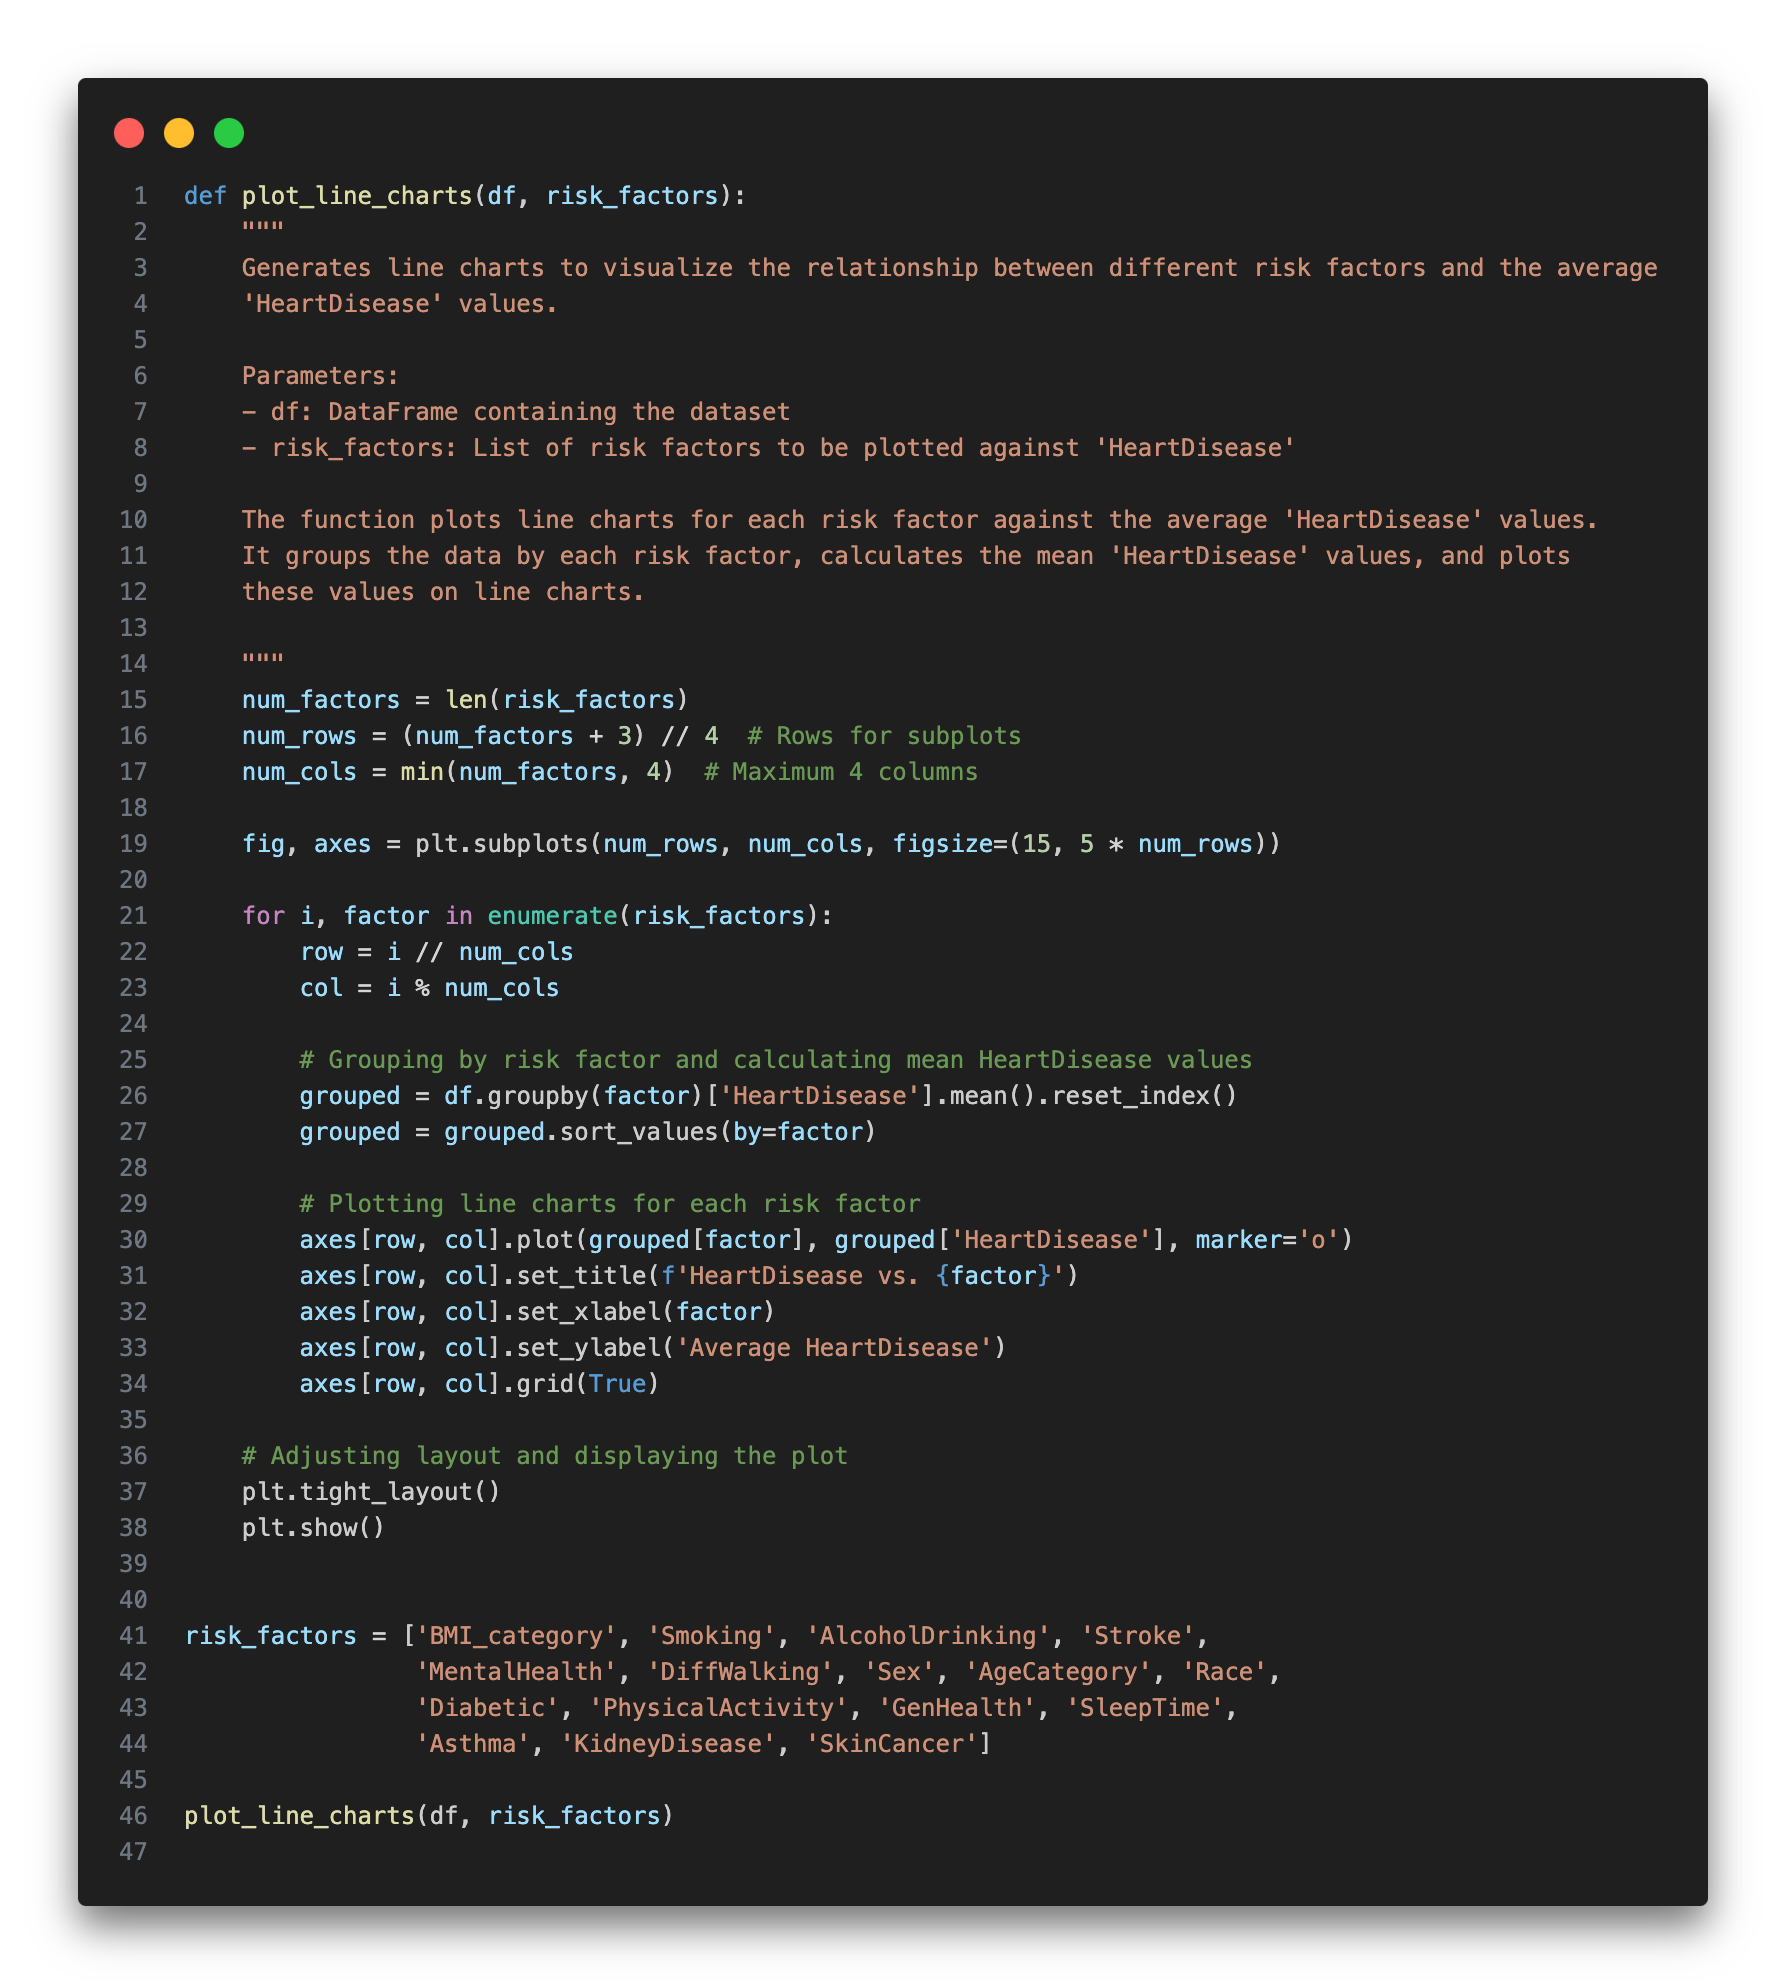 1 def plot_line_charts(df, risk_factors):
2     """
3     Generates line charts to visualize the relationship between different risk factors and the average
4     'HeartDisease' values.
5
6     Parameters:
7     - df: DataFrame containing the dataset
8     - risk_factors: List of risk factors to be plotted against 'HeartDisease'
9
10     The function plots line charts for each risk factor against the average 'HeartDisease' values.
11     It groups the data by each risk factor, calculates the mean 'HeartDisease' values, and plots
12     these values on line charts.
13
14     """
15     num_factors = len(risk_factors)
16     num_rows = (num_factors + 3) // 4  # Rows for subplots
17     num_cols = min(num_factors, 4)  # Maximum 4 columns
18
19     fig, axes = plt.subplots(num_rows, num_cols, figsize=(15, 5 * num_rows))
20
21     for i, factor in enumerate(risk_factors):
22         row = i // num_cols
23         col = i % num_cols
24
25         # Grouping by risk factor and calculating mean HeartDisease values
26         grouped = df.groupby(factor)['HeartDisease'].mean().reset_index()
27         grouped = grouped.sort_values(by=factor)
28
29         # Plotting line charts for each risk factor
30         axes[row, col].plot(grouped[factor], grouped['HeartDisease'], marker='o')
31         axes[row, col].set_title(f'HeartDisease vs. {factor}')
32         axes[row, col].set_xlabel(factor)
33         axes[row, col].set_ylabel('Average HeartDisease')
34         axes[row, col].grid(True)
35
36     # Adjusting layout and displaying the plot
37     plt.tight_layout()
38     plt.show()
39
40
41 risk_factors = ['BMI_category', 'Smoking', 'AlcoholDrinking', 'Stroke',
42                 'MentalHealth', 'DiffWalking', 'Sex', 'AgeCategory', 'Race',
43                 'Diabetic', 'PhysicalActivity', 'GenHealth', 'SleepTime',
44                 'Asthma', 'KidneyDisease', 'SkinCancer']
45
46 plot_line_charts(df, risk_factors)
47